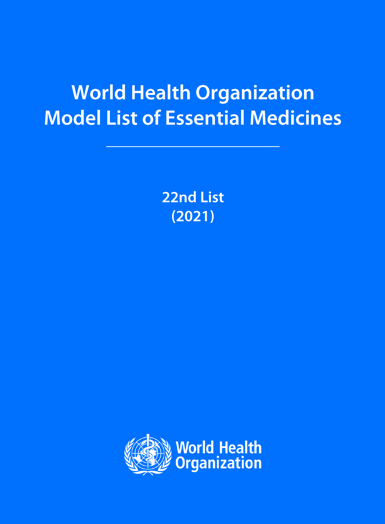 World Health Organization
Model List of Essential Medicines
22nd List
(2021)
World Health
Organization